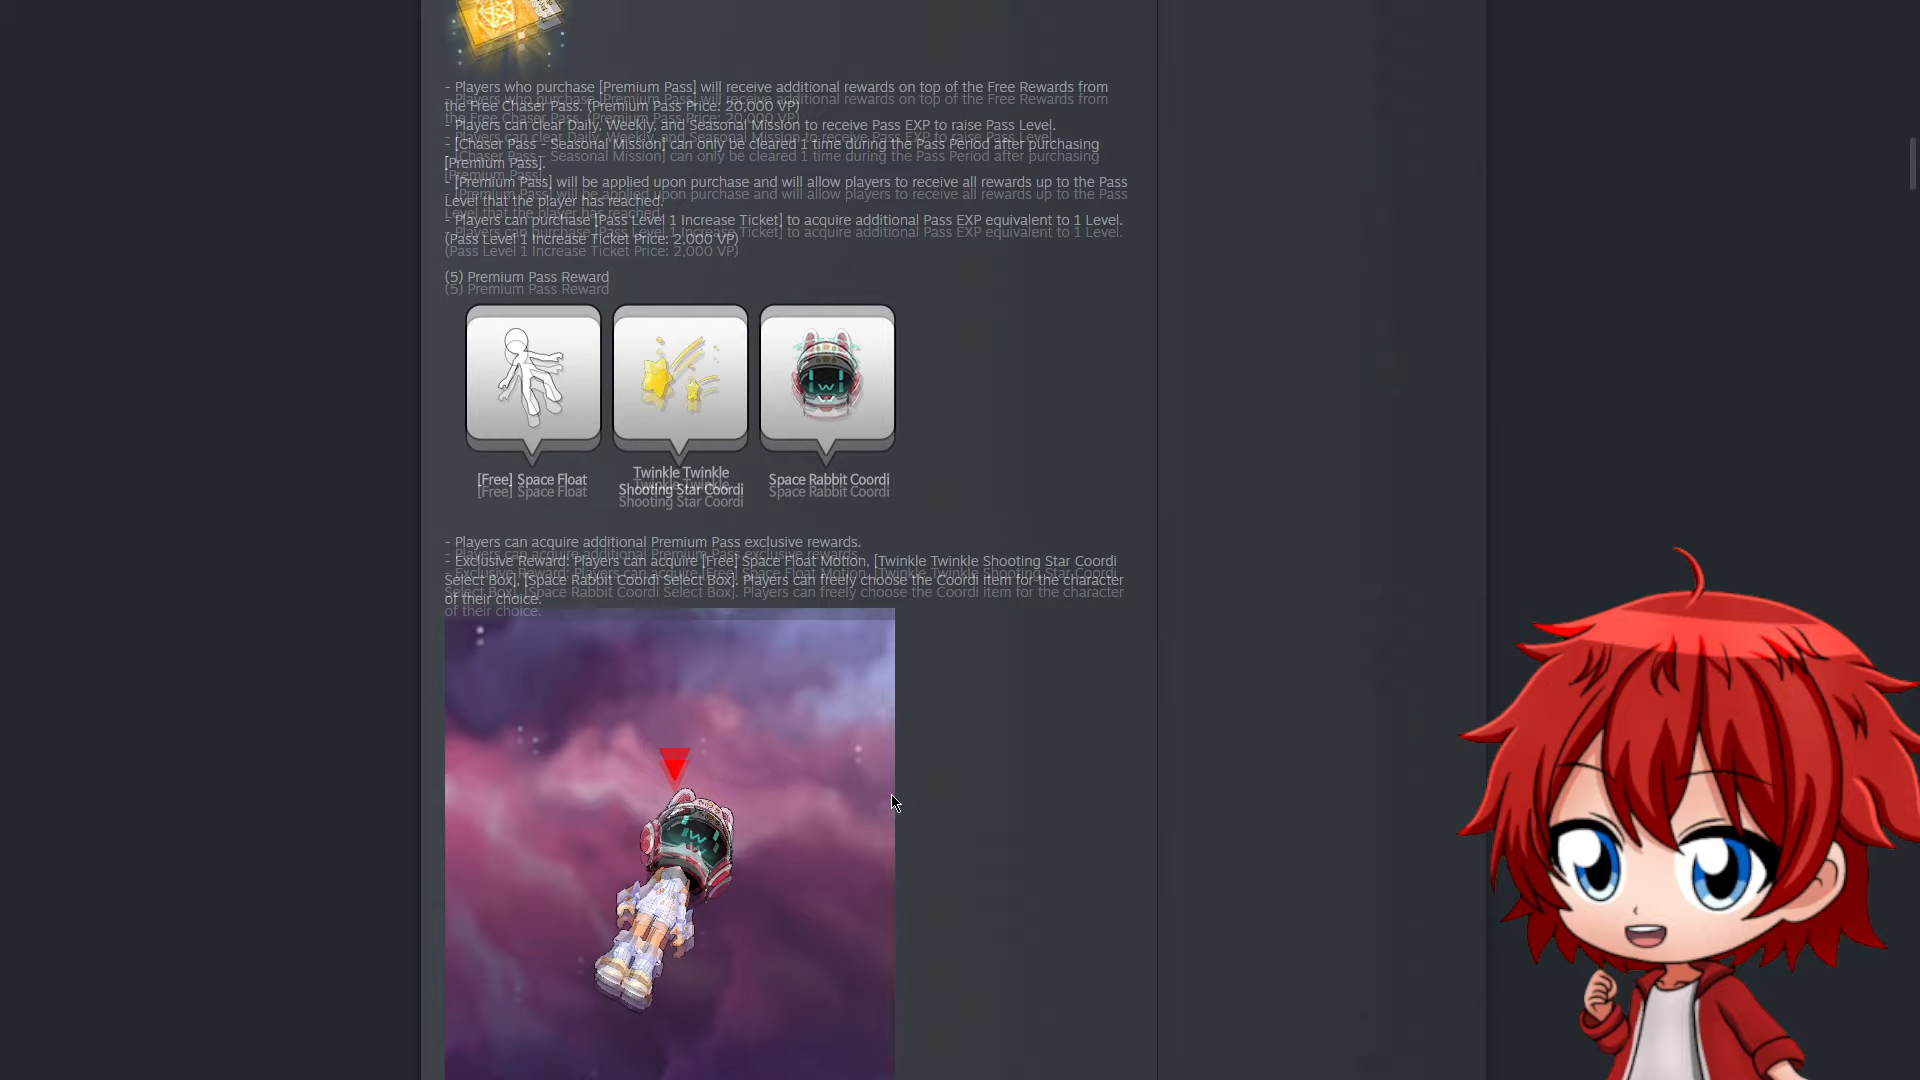 - Players who purchase [Premium Pass] will receive additional rewards on top of the Free Rewards from
the Free Chaser Pass. (Premium Pass Price: 20,000 VP)
- Players can clear Daily, Weekly, and Seasonal Mission to receive Pass EXP to raise Pass Level.
- [Chaser Pass - Seasonal Mission] can only be cleared 1 time during the Pass Period after purchasing
[Premium Pass].
- [Premium Pass] will be applied upon purchase and will allow players to receive all rewards up to the Pass
Level that the player has reached.
- Players can purchase [Pass Level 1 Increase Ticket] to acquire additional Pass EXP equivalent to 1 Level.
(Pass Level 1 Increase Ticket Price: 2,000 VP)
(5) Premium Pass Reward
[Free] Space Float
Twinkle Twinkle
Shooting Star Coordi
Space Rabbit Coordi
- Players can acquire additional Premium Pass exclusive rewards.
- Exclusive Reward: Players can acquire [Free] Space Float Motion, [Twinkle Twinkle Shooting Star Coordi
Select Box], [Space Rabbit Coordi Select Box]. Players can freely choose the Coordi item for the character
of their choice.